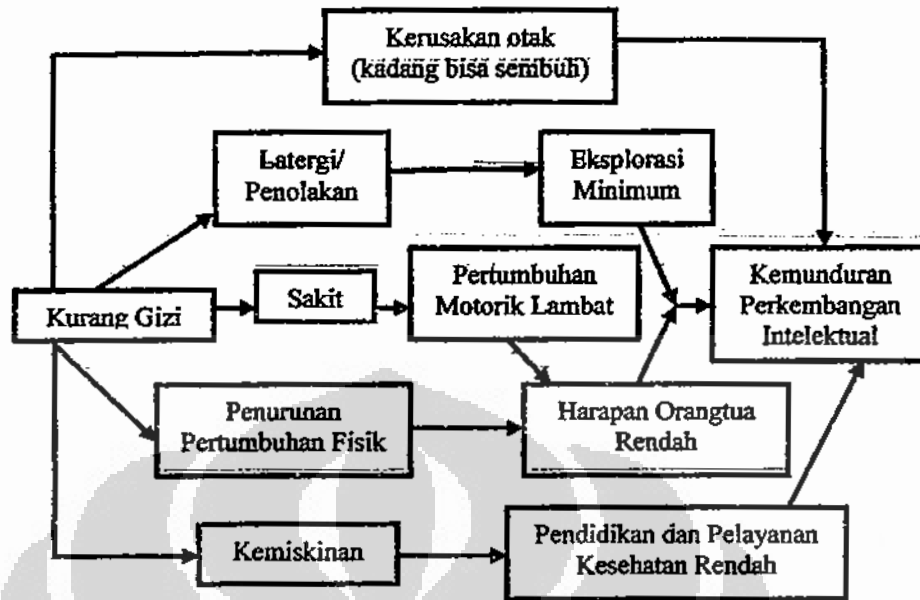 Kerusakan otak
(kadang bisa sembuh)
Latergi/
Penolakan
Eksplorasi
Minimum
Kurang Gizi
Sakit
Pertumbuhan
Motorik Lambat
Kemunduran
Perkembangan
Intelektual
Penurunan
Pertumbuhan Fisik
Harapan Orangtua
Rendah
Kemiskinan
Pendidikan dan Pelayanan
Kesehatan Rendah